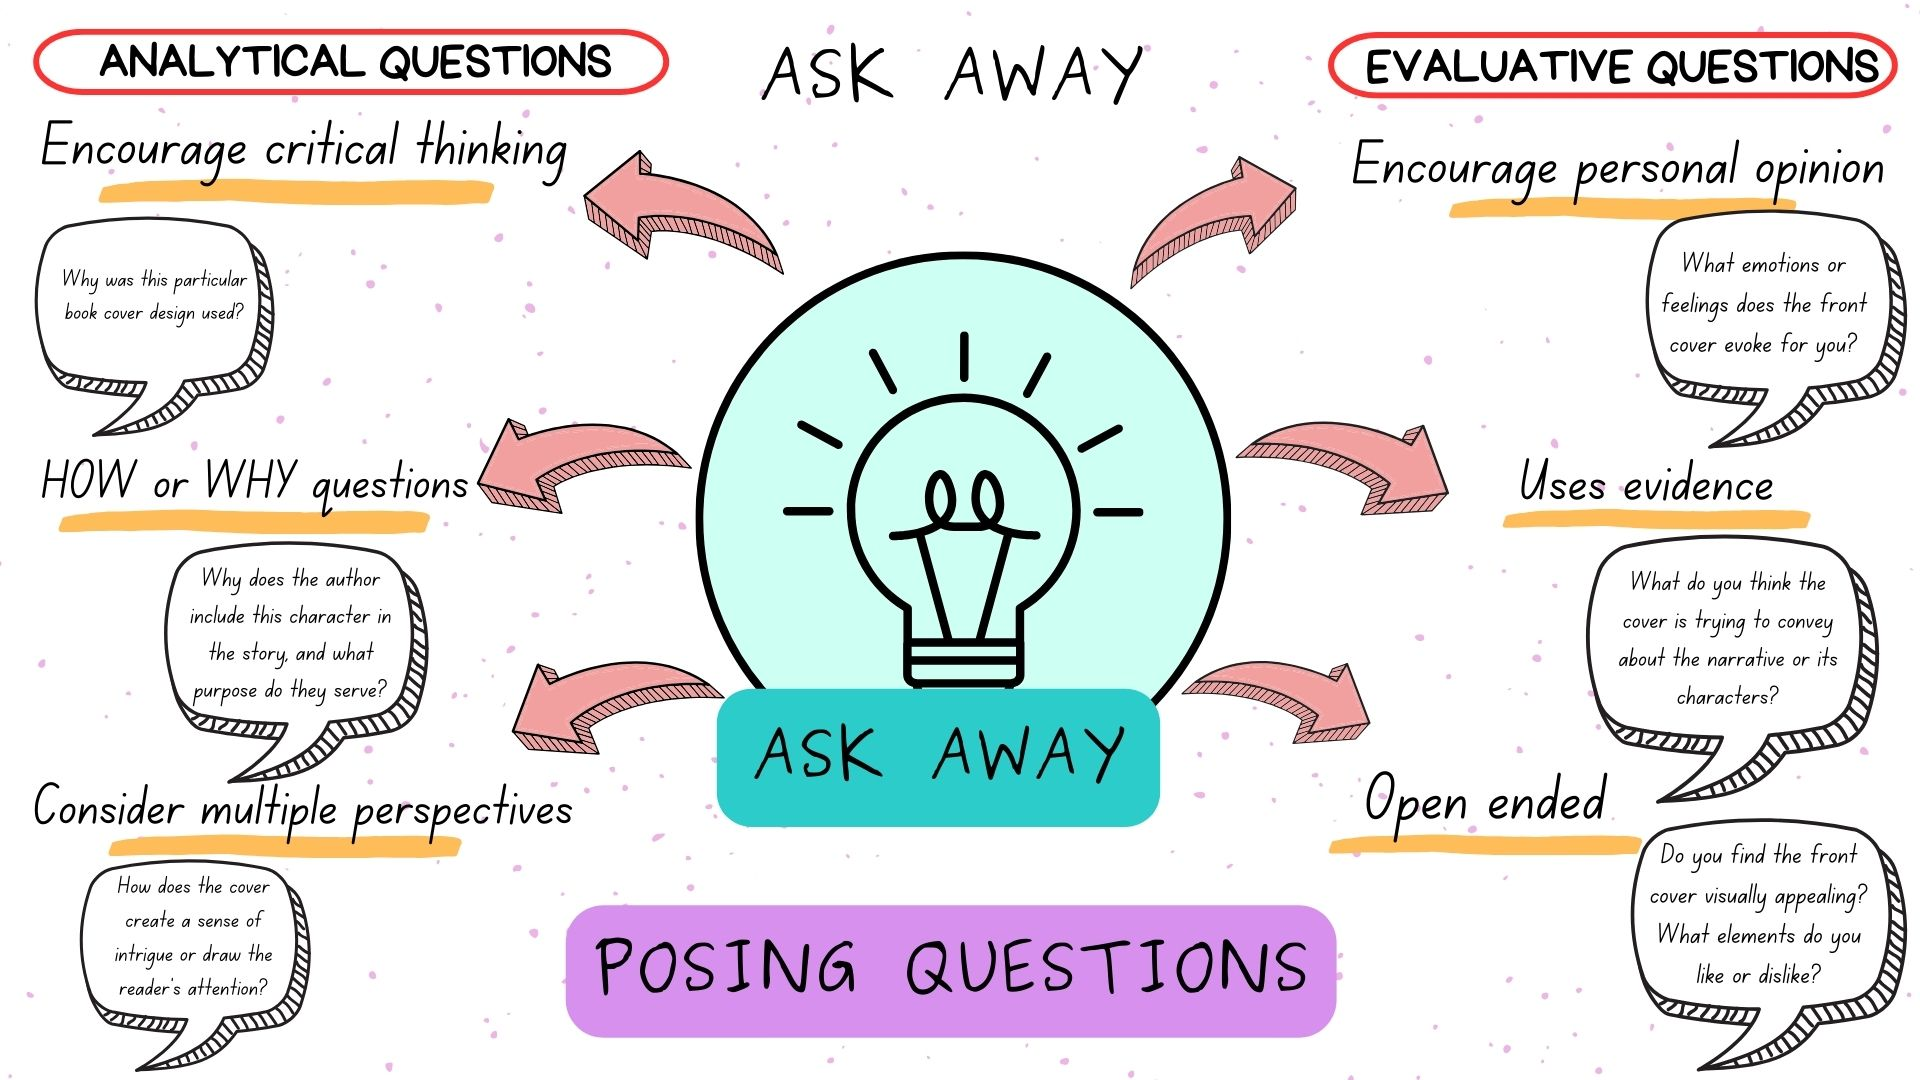 ANALYTICAL QUESTIONS
Encourage critical thinking
Why was this particular
book cover design used?
HOW or WHY questions
Why does the author
include this character in
the story, and what
purpose do they serve?
Consider multiple perspectives
How does the cover
create a sense of
intrigue or draw the
reader's attention?
ASK AWAY
ASK AWAY
POSING QUESTIONS
EVALUATIVE QUESTIONS
Encourage personal opinion
What emotions or
feelings does the front
cover evoke for you?
Uses evidence
What do you think the
cover is trying to convey
about the narrative or its
characters?
Open ended
Do you find the front
cover visually appealing?
What elements do you
like or dislike?